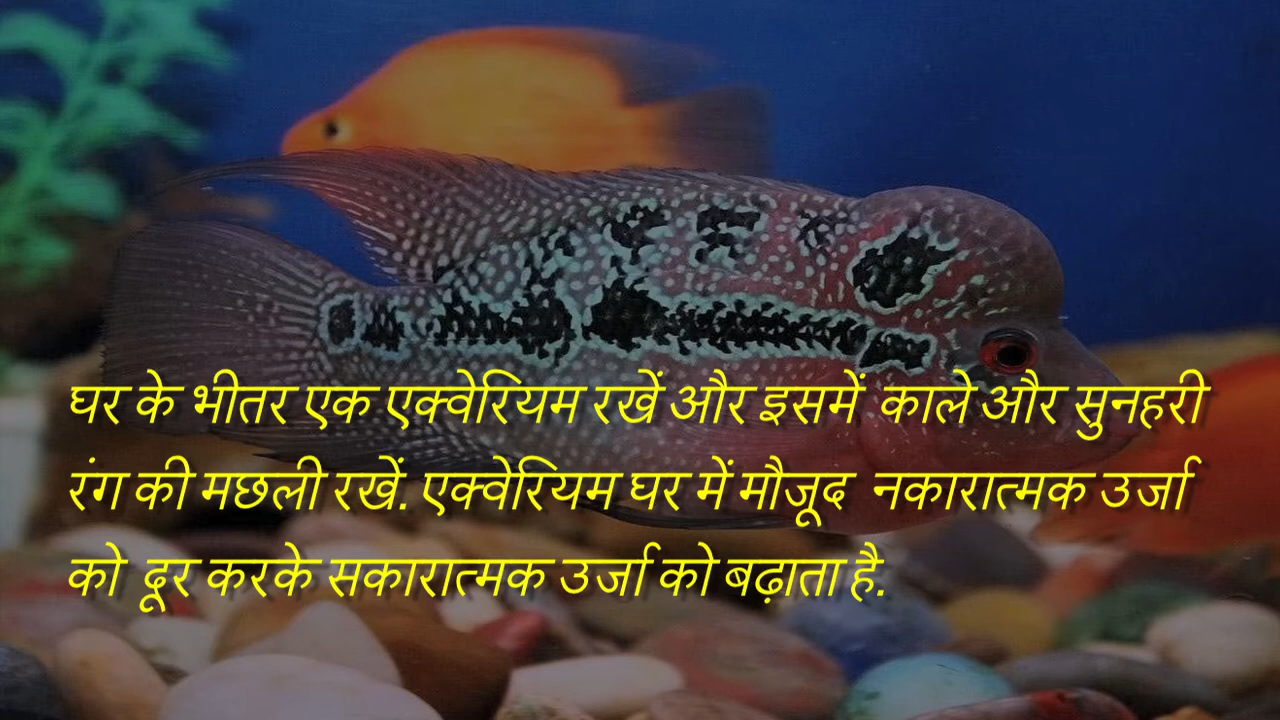 घर के भीतर एक एक्वेरियम रखें और इसमें  काले और सुनहरी
रंग की मछली रखें. एक्वेरियम घर में मौजूद  नकारात्मक उर्जा
को  दूर करके सकारात्मक उर्जा को बढ़ाता है.